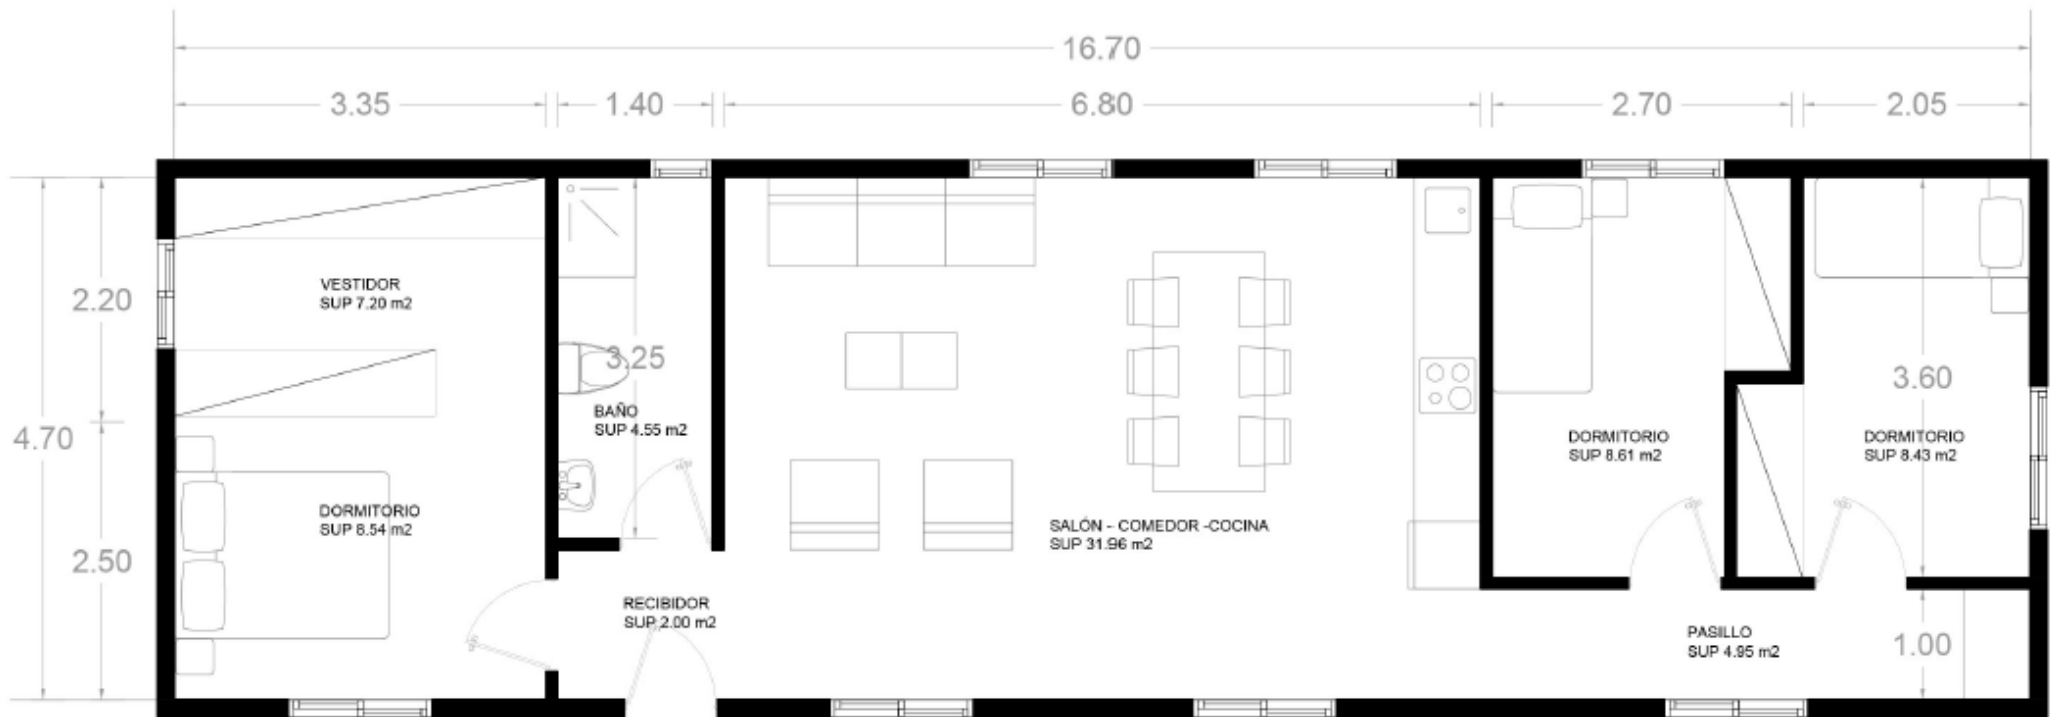 16.70
3.35
1.40
6.80
2.70
2.05
VESTIDOR
SUP 7.20 m2
2.20
3.25
3.60
BAÑO
SUP 4.55 m2
4.70
DORMITORIO
SUP 8.61 m2
DORMITORIO
SUP 8.43 m2
DORMITORIO
SUP 8.54 m2
SALÓN - COMEDOR -COCINA
SUP 31.96 m2
2.50
RECIBIDOR
SUP 2.00 m2
PASILLO
SUP 4.95 m2
1.00